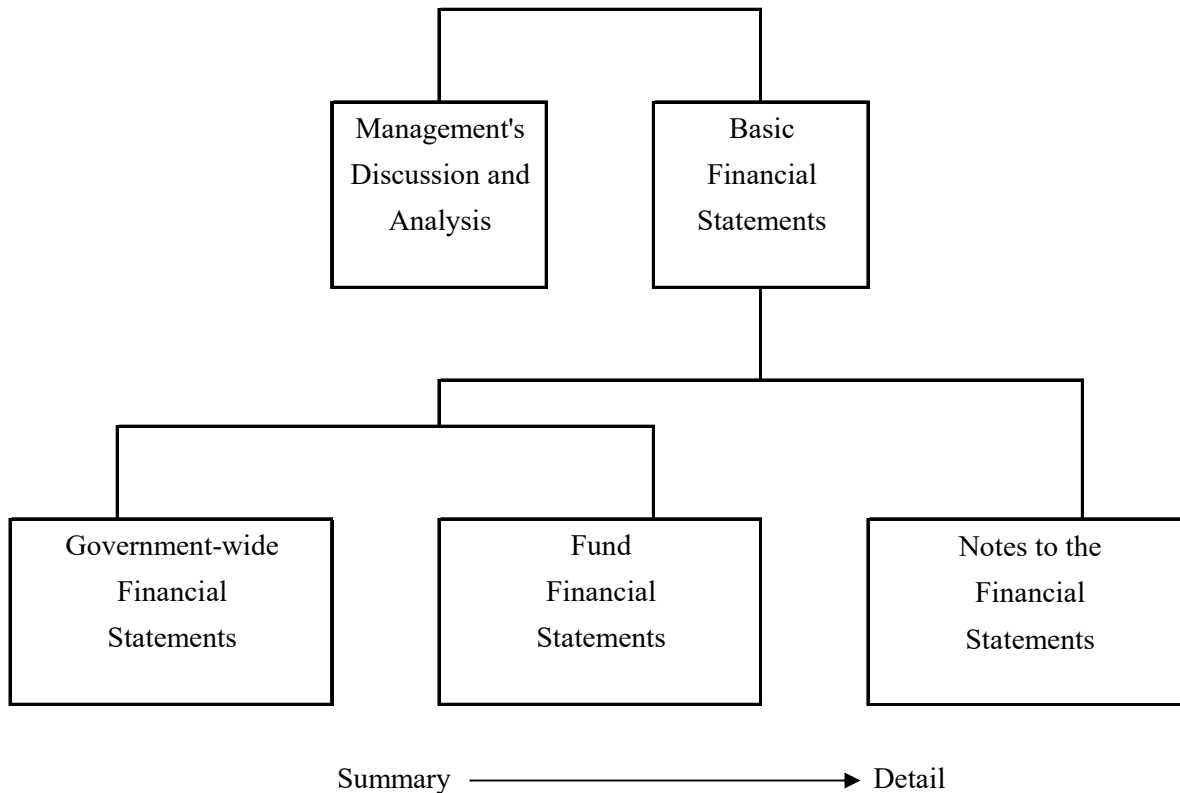 Management's
Discussion and
Analysis
Basic
Financial
Statements
Government-wide
Financial
Statements
Fund
Financial
Statements
Notes to the
Financial
Statements
Summary
Detail